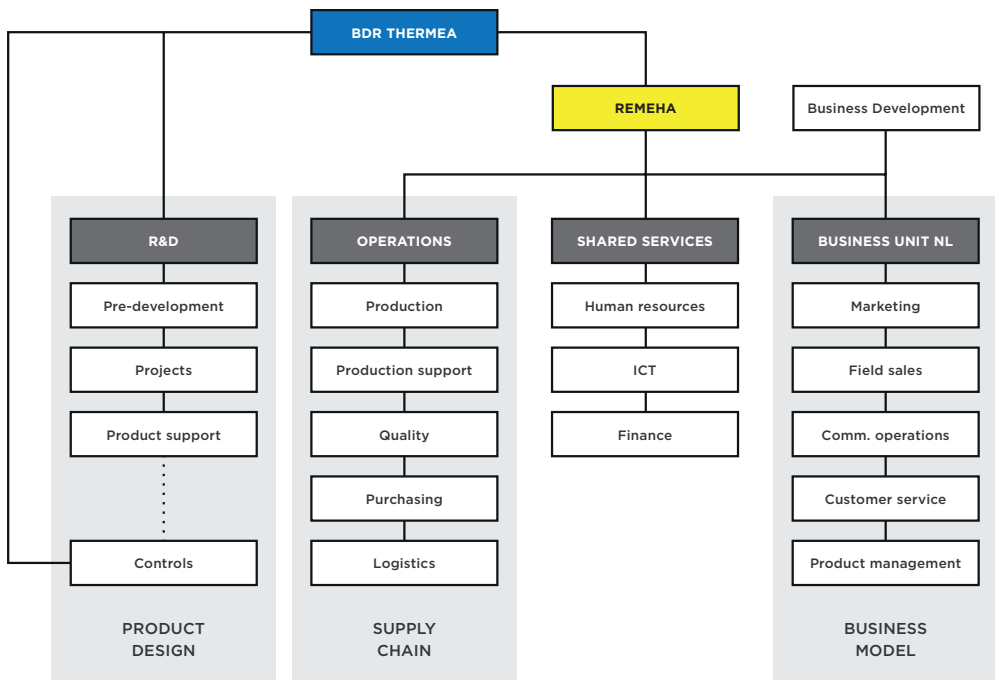 BDR THERMEA
REMEHA
Business Development
R&D
Pre-development
Projects
Product support
Controls
PRODUCT
DESIGN
OPERATIONS
Production
Production support
Quality
Purchasing
Logistics
SUPPLY
CHAIN
SHARED SERVICES
Human resources
ICT
Finance
BUSINESS UNIT NL
Marketing
Field sales
Comm. operations
Customer service
Product management
BUSINESS
MODEL